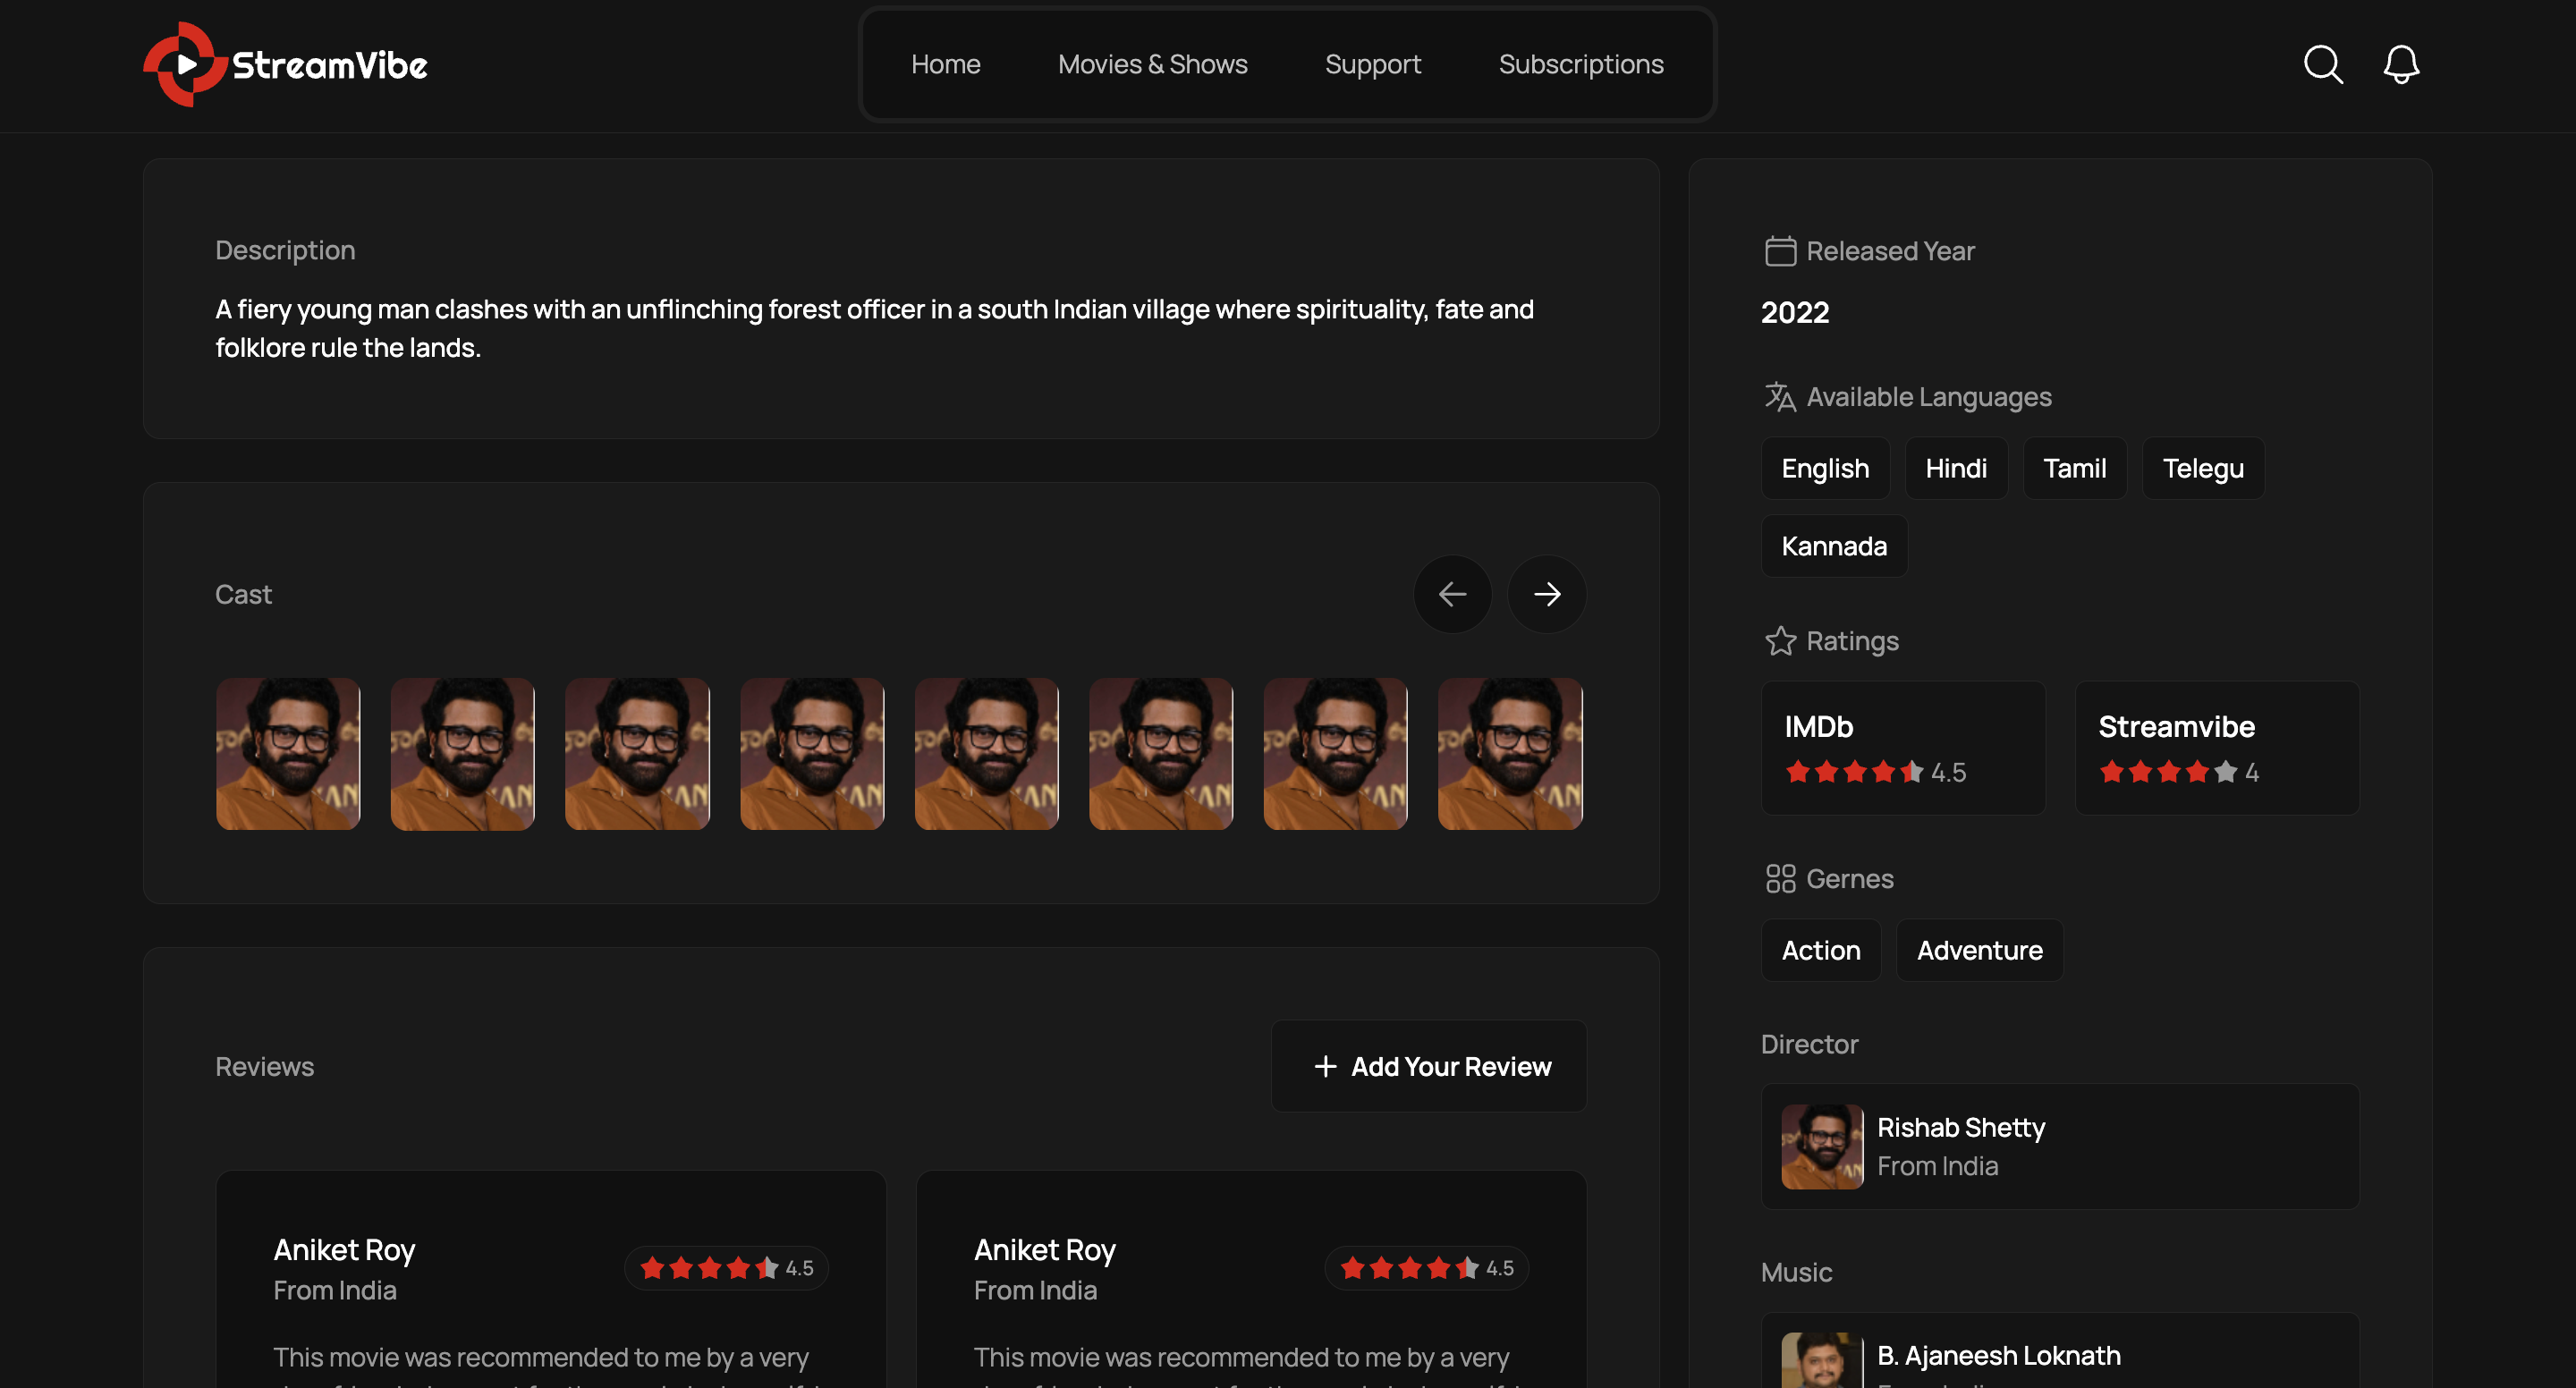 StreamVibe
Home
Movies & Shows
Support
Subscriptions
Description
A fiery young man clashes with an unflinching forest officer in a south Indian village where spirituality, fate and
folklore rule the lands.
Cast
Reviews
Add Your Review
Aniket Roy
From India
4.5
This movie was recommended to me by a very
Aniket Roy
From India
4.5
This movie was recommended to me by a very
Released Year
2022
Available Languages
English
Hindi
Tamil
Telegu
Kannada
Ratings
IMDb
4.5
Streamvibe
4
Gernes
Action
Adventure
Director
Rishab Shetty
From India
Music
B. Ajaneesh Loknath